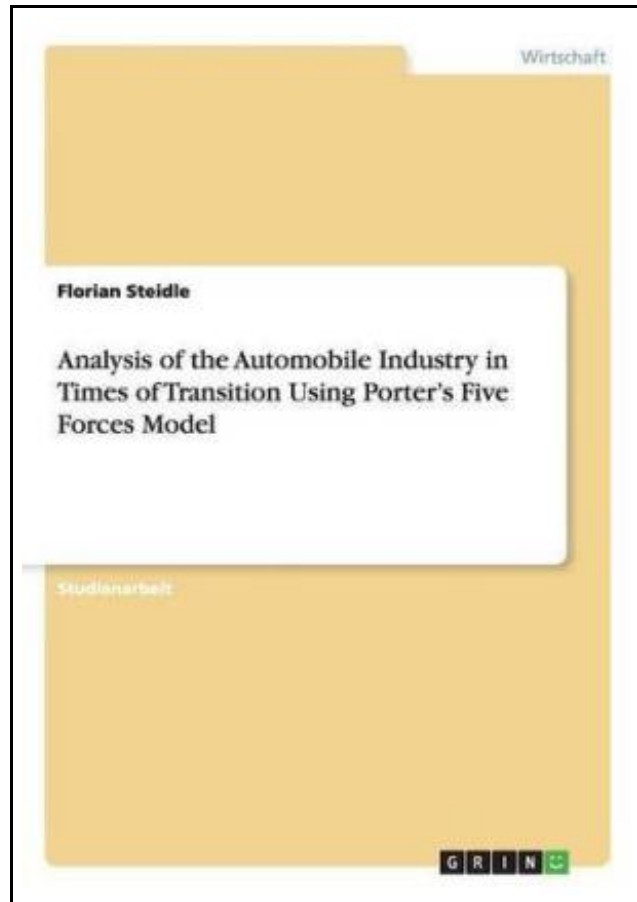 Wirtschaft
Florian Steidle
Analysis of the Automobile Industry in
Times of Transition Using Porter's Five
Forces Model
Studienarbeit
GRIN